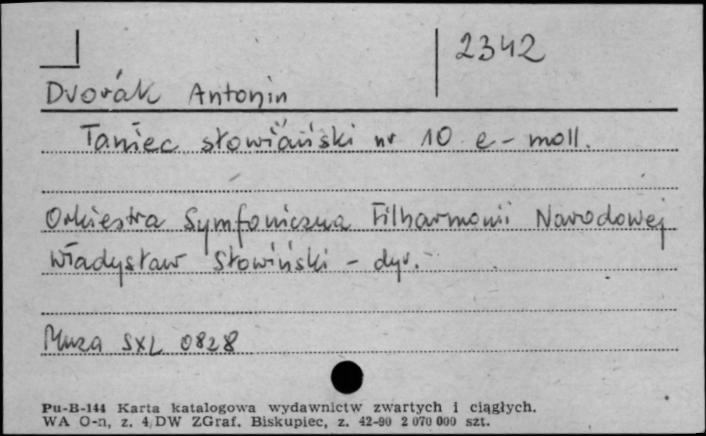 2342
Dvořák Antonin
Taniec słowiański nr 10 e-moll.
Orkiestra Symfoniczna Filharmonii Narodowej
Władysław Słowiński - dyr.
Muza SXL 0828
Pu-B-144 Karta katalogowa wydawnictw zwartych i ciągłych.
WA O-n, z. 4/DW ZGraf. Biskupiec, z. 42-90 2 070 000 szt.